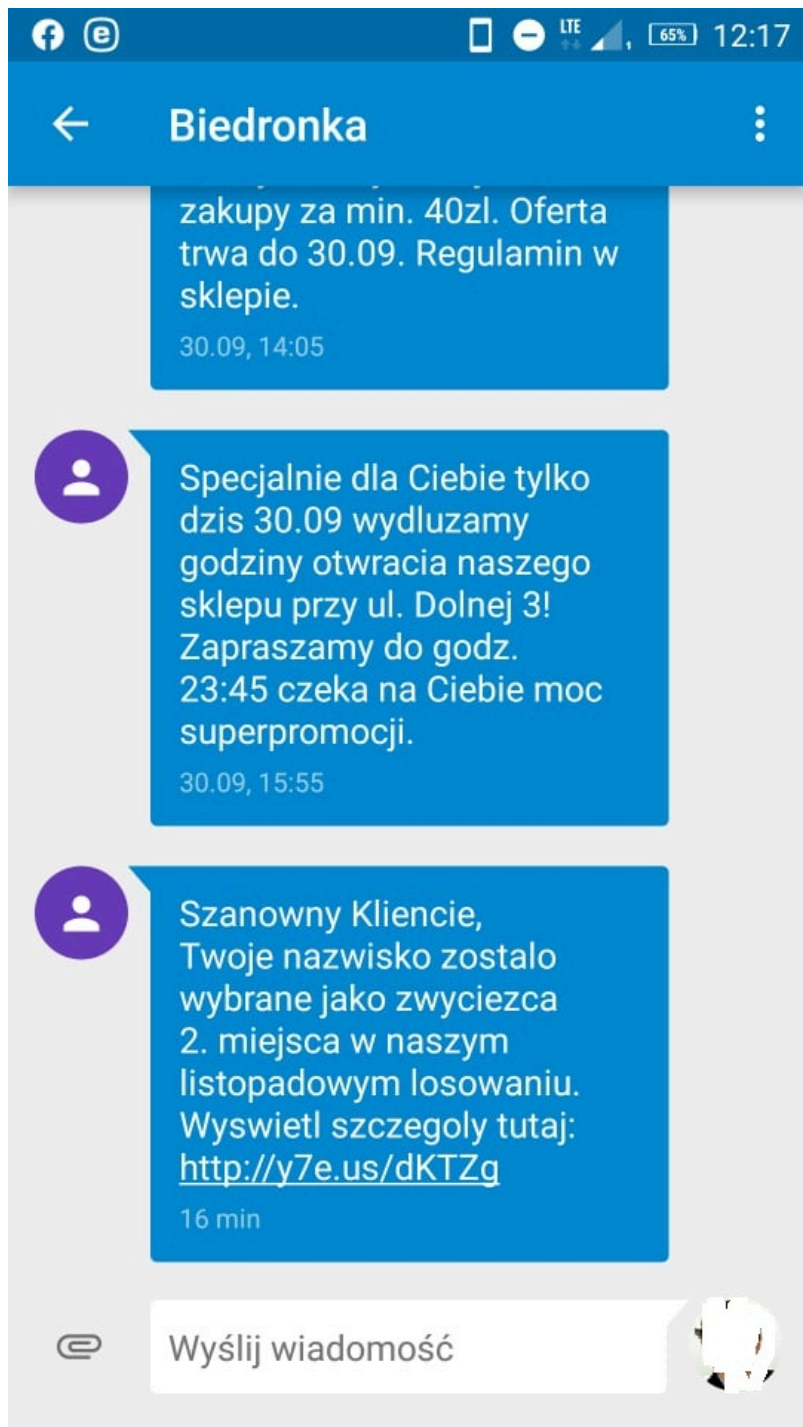 LTE 1 65% 12:17
Biedronka
zakupy za min. 40zl. Oferta
trwa do 30.09. Regulamin w
sklepie.
30.09, 14:05
Specjalnie dla Ciebie tylko
dzis 30.09 wydluzamy
godziny otwracia naszego
sklepu przy ul. Dolnej 3!
Zapraszamy do godz.
23:45 czeka na Ciebie moc
superpromocji.
30.09, 15:55
Szanowny Kliencie,
Twoje nazwisko zostalo
wybrane jako zwyciezca
2. miejsca w naszym
listopadowym losowaniu.
Wyswietl szczegoly tutaj:
http://y7e.us/dKTZg
16 min
Wyślij wiadomość